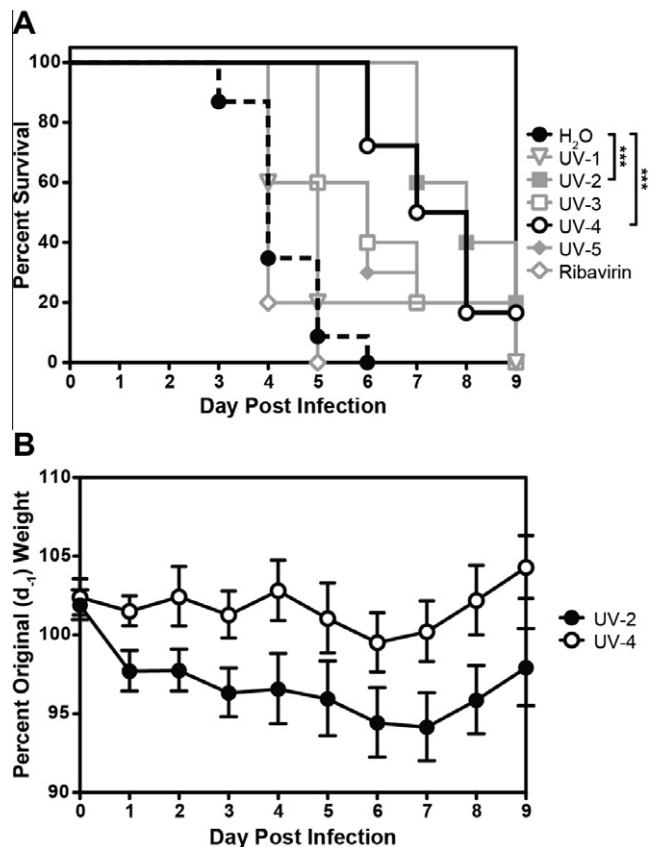 A
Percent Survival
100
80
60
40
20
0
0 1 2 3 4 5 6 7 8 9
Day Post Infection
H₂O
UV-1
UV-2
UV-3
UV-4
UV-5
Ribavirin
***
***
B
Percent Original (d₋₁) Weight
110
105
100
95
90
0 1 2 3 4 5 6 7 8 9
Day Post Infection
UV-2
UV-4